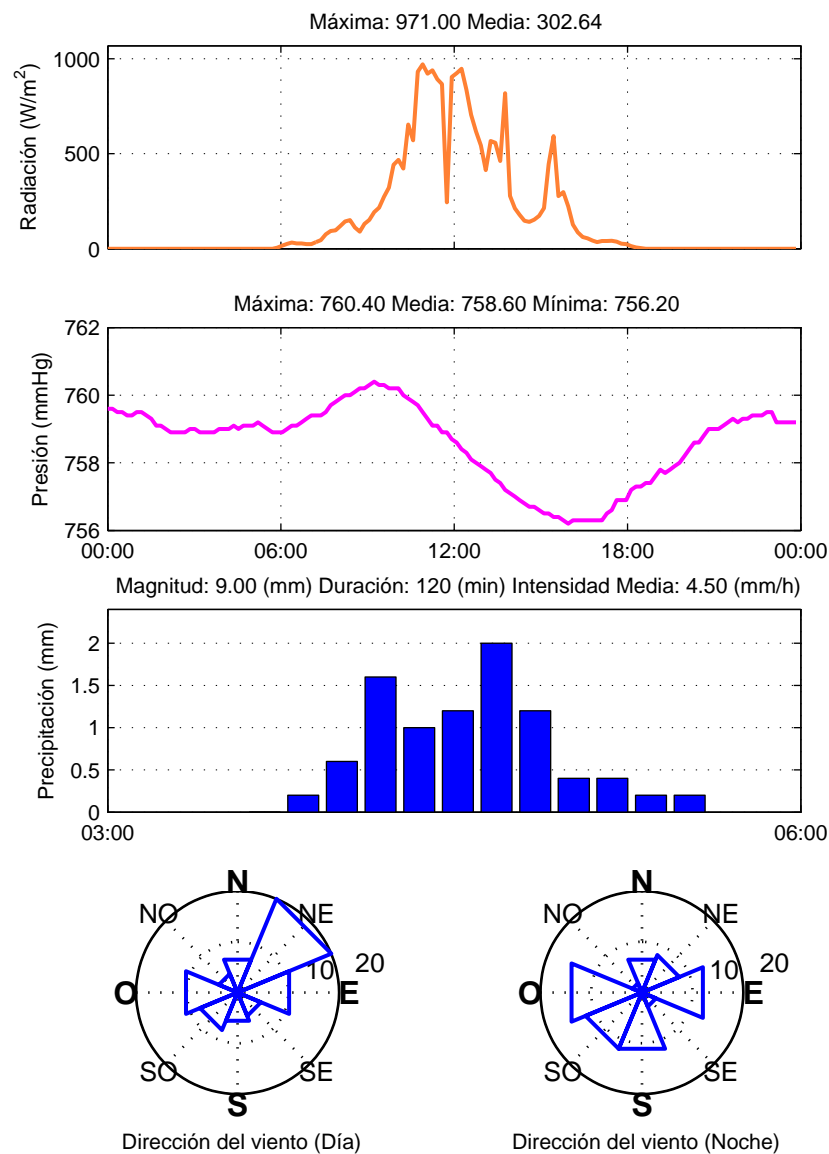 Máxima: 971.00 Media: 302.64
Radiación (W/m²)
1000
500
0
Máxima: 760.40 Media: 758.60 Mínima: 756.20
Presión (mmHg)
762
760
758
756
00:00 06:00 12:00 18:00 00:00
Magnitud: 9.00 (mm) Duración: 120 (min) Intensidad Media: 4.50 (mm/h)
Precipitación (mm)
2
1.5
1
0.5
0
03:00 06:00
N
NO NE
10 20
O E
SO SE
S
Dirección del viento (Día)
N
NO NE
10 20
O E
SO SE
S
Dirección del viento (Noche)